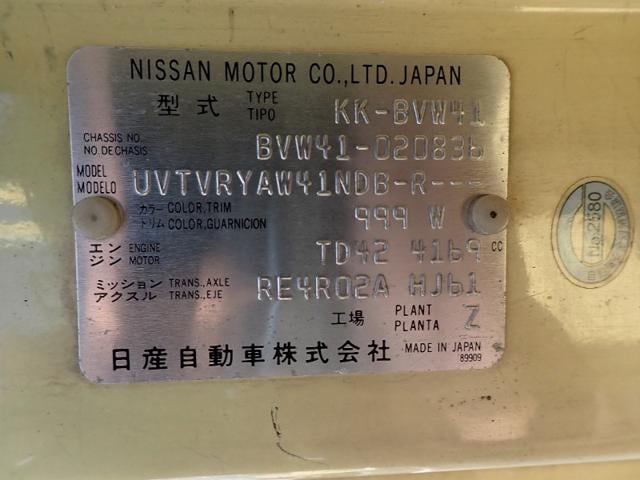 NISSAN MOTOR CO.,LTD. JAPAN
型式 TYPE TIPO KK-BVW41
CHASSIS NO. NO.DE CHASIS BVW41-020836
MODEL MODELO UVTVRYAW41NDB-R---
カラー COLOR,TRIM トリム COLOR,GUARNICION 999 W
エンジン ENGINE MOTOR TD42 4169 CC
ミッション TRANS.,AXLE アクスル TRANS.,EJE RE4R02A HJ61
工場 PLANT PLANTA Z
日産自動車株式会社 MADE IN JAPAN
89909
No.2580